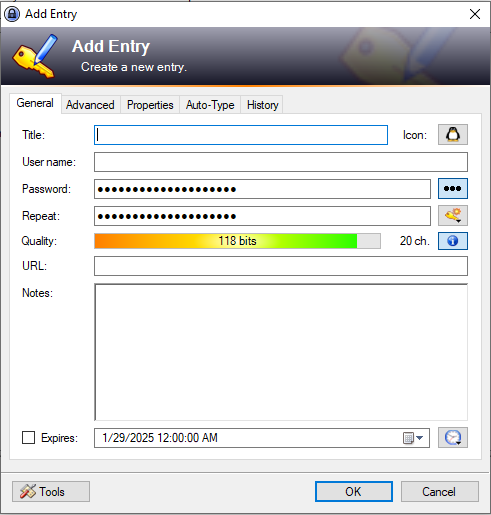 Add Entry
Add Entry
Create a new entry.
General Advanced Properties Auto-Type History
Title: Icon:
User name:
Password: ●●●●●●●●●●●●●●●●●●●● ●●●
Repeat: ●●●●●●●●●●●●●●●●●●●●
Quality: 118 bits 20 ch.
URL:
Notes:
Expires: 1/29/2025 12:00:00 AM
Tools OK Cancel